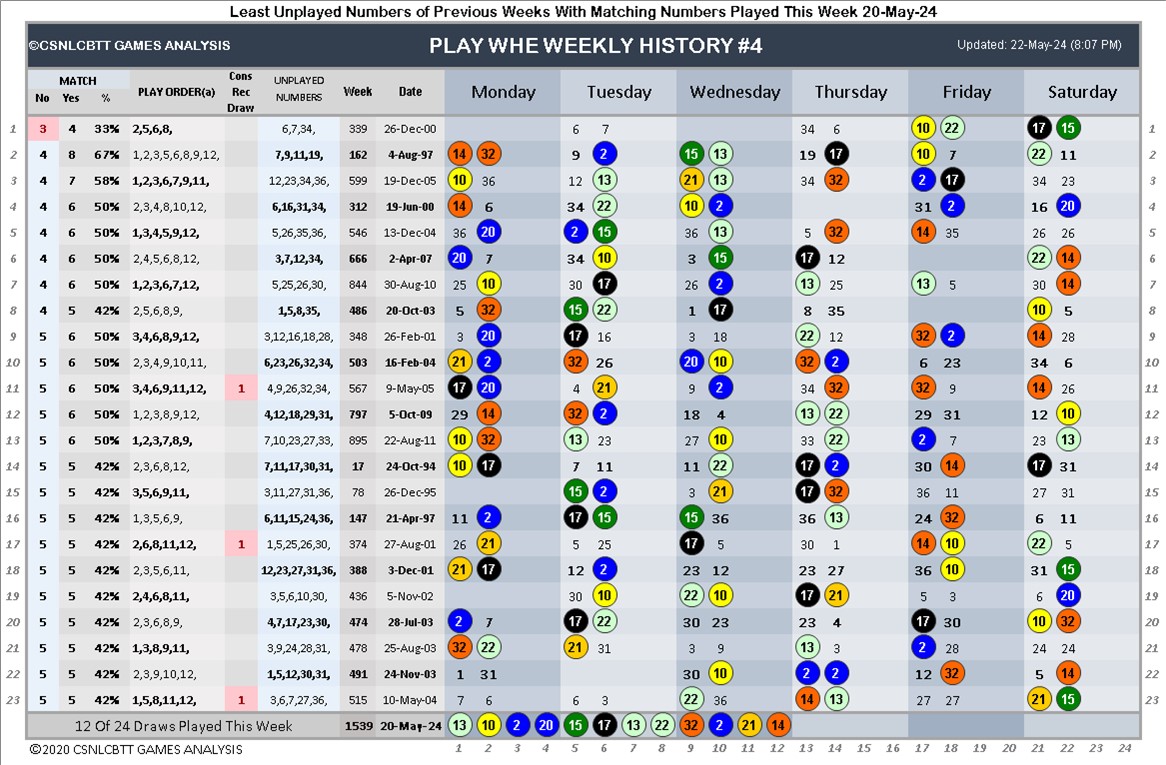 Least Unplayed Numbers of Previous Weeks With Matching Numbers Played This Week 20-May-24
©CSNLCBTT GAMES ANALYSIS PLAY WHE WEEKLY HISTORY #4 Updated: 22-May-24 (8:07 PM)
MATCH Cons
No Yes % PLAY ORDER(a) Rec Draw UNPLAYED NUMBERS Week Date Monday Tuesday Wednesday Thursday Friday Saturday
1 3 4 33% 2,5,6,8, 6,7,34, 339 26-Dec-00 6 7 34 6 10 22 17 15 1
2 4 8 67% 1,2,3,5,6,8,9,12, 7,9,11,19, 162 4-Aug-97 14 32 9 2 15 13 19 17 10 7 22 11 2
3 4 7 58% 1,2,3,6,7,9,11, 12,23,34,36, 599 19-Dec-05 10 36 12 13 21 13 34 32 2 17 34 23 3
4 4 6 50% 2,3,4,8,10,12, 6,16,31,34, 312 19-Jun-00 14 6 34 22 10 2 31 2 16 20 4
5 4 6 50% 1,3,4,5,9,12, 5,26,35,36, 546 13-Dec-04 36 20 2 15 36 13 5 32 14 35 26 26 5
6 4 6 50% 2,4,5,6,8,12, 3,7,12,34, 666 2-Apr-07 20 7 34 10 3 15 17 12 22 14 6
7 4 6 50% 1,2,3,6,7,12, 5,25,26,30, 844 30-Aug-10 25 10 30 17 26 2 13 25 13 5 30 14 7
8 4 5 42% 2,5,6,8,9, 1,5,8,35, 486 20-Oct-03 5 32 15 22 1 17 8 35 10 5 8
9 5 6 50% 3,4,6,8,9,12, 3,12,16,18,28, 348 26-Feb-01 3 20 17 16 3 18 22 12 32 2 14 28 9
10 5 6 50% 2,3,4,9,10,11, 6,23,26,32,34, 503 16-Feb-04 21 2 32 26 20 10 32 2 6 23 34 6 10
11 5 6 50% 3,4,6,9,11,12, 1 4,9,26,32,34, 567 9-May-05 17 20 4 21 9 2 34 32 32 9 14 26 11
12 5 6 50% 1,2,3,8,9,12, 4,12,18,29,31, 797 5-Oct-09 29 14 32 2 18 4 13 22 29 31 12 10 12
13 5 6 50% 1,2,3,7,8,9, 7,10,23,27,33, 895 22-Aug-11 10 32 13 23 27 10 33 22 2 7 23 13 13
14 5 5 42% 2,3,6,8,12, 7,11,17,30,31, 17 24-Oct-94 10 17 7 11 11 22 17 2 30 14 17 31 14
15 5 5 42% 3,5,6,9,11, 3,11,27,31,36, 78 26-Dec-95 15 2 3 21 17 32 36 11 27 31 15
16 5 5 42% 1,3,5,6,9, 6,11,15,24,36, 147 21-Apr-97 11 2 17 15 15 36 36 13 24 32 6 11 16
17 5 5 42% 2,6,8,11,12, 1 1,5,25,26,30, 374 27-Aug-01 26 21 5 25 17 5 30 1 14 10 22 5 17
18 5 5 42% 2,3,5,6,11, 12,23,27,31,36, 388 3-Dec-01 21 17 12 2 23 12 23 27 36 10 31 15 18
19 5 5 42% 2,4,6,8,11, 3,5,6,10,30, 436 5-Nov-02 30 10 22 10 17 21 5 3 6 20 19
20 5 5 42% 2,3,6,8,9, 4,7,17,23,30, 474 28-Jul-03 2 7 17 22 30 23 23 4 17 30 10 32 20
21 5 5 42% 1,3,8,9,11, 3,9,24,28,31, 478 25-Aug-03 32 22 21 31 3 9 13 3 2 28 24 24 21
22 5 5 42% 2,3,9,10,12, 1,5,12,30,31, 491 24-Nov-03 1 31 30 10 2 2 12 32 5 14 22
23 5 5 42% 1,5,8,11,12, 1 3,6,7,27,36, 515 10-May-04 7 6 6 3 22 36 14 13 27 27 21 15 23
12 Of 24 Draws Played This Week 1539 20-May-24 13 10 2 20 15 17 13 22 32 2 21 14
©2020 CSNLCBTT GAMES ANALYSIS 1 2 3 4 5 6 7 8 9 10 11 12 13 14 15 16 17 18 19 20 21 22 23 24